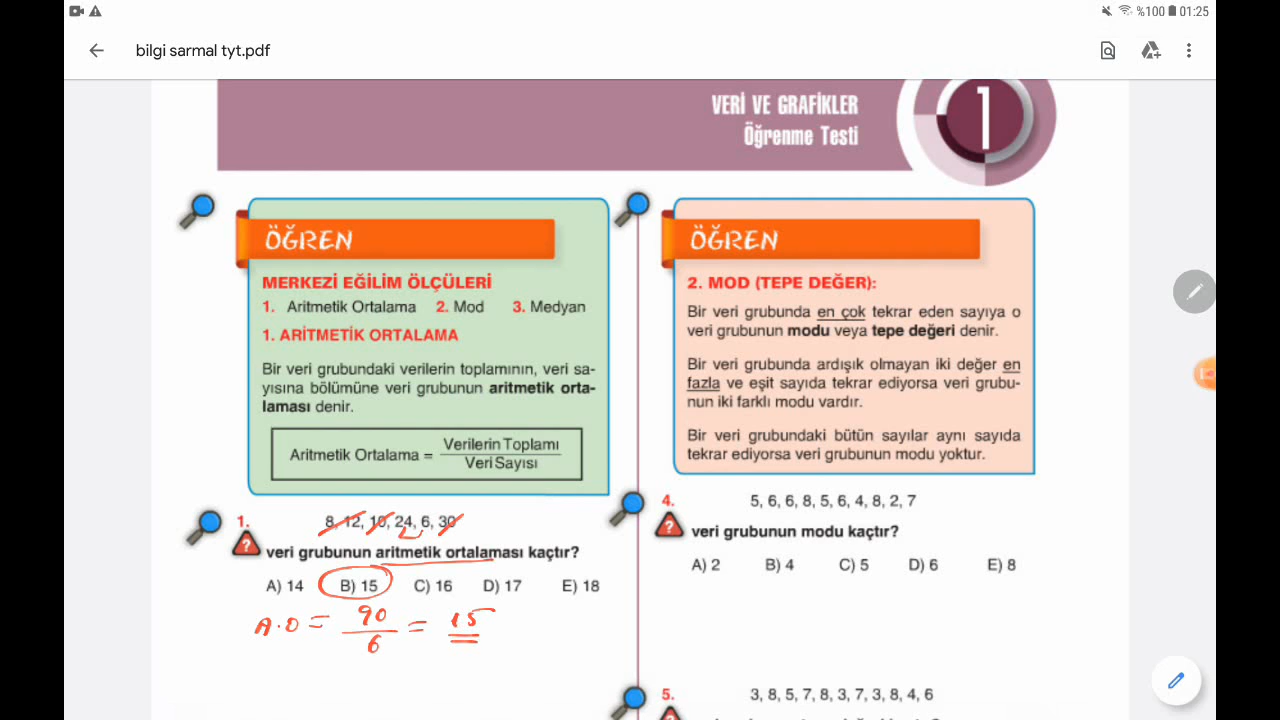 %100 01:25
bilgi sarmal tyt.pdf
VERİ VE GRAFİKLER
Öğrenme Testi
1
ÖĞREN
MERKEZİ EĞİLİM ÖLÇÜLERİ
1. Aritmetik Ortalama 2. Mod 3. Medyan
1. ARİTMETİK ORTALAMA
Bir veri grubundaki verilerin toplamının, veri sa-
yısına bölümüne veri grubunun aritmetik orta-
laması denir.
Aritmetik Ortalama = Verilerin Toplamı
Veri Sayısı
1. 8, 12, 10, 24, 6, 30
?
veri grubunun aritmetik ortalaması kaçtır?
A) 14 B) 15 C) 16 D) 17 E) 18
A.O = 90 = 15
6
ÖĞREN
2. MOD (TEPE DEĞER):
Bir veri grubunda en çok tekrar eden sayıya o
veri grubunun modu veya tepe değeri denir.
Bir veri grubunda ardışık olmayan iki değer en
fazla ve eşit sayıda tekrar ediyorsa veri grubu-
nun iki farklı modu vardır.
Bir veri grubundaki bütün sayılar aynı sayıda
tekrar ediyorsa veri grubunun modu yoktur.
4. 5, 6, 6, 8, 5, 6, 4, 8, 2, 7
?
veri grubunun modu kaçtır?
A) 2 B) 4 C) 5 D) 6 E) 8
5. 3, 8, 5, 7, 8, 3, 7, 3, 8, 4, 6